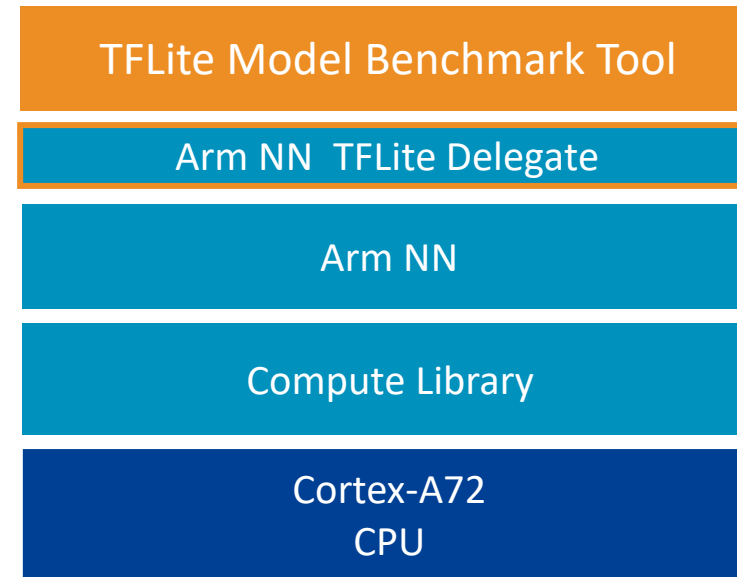 TFLite Model Benchmark Tool
Arm NN TFLite Delegate
Arm NN
Compute Library
Cortex-A72
CPU